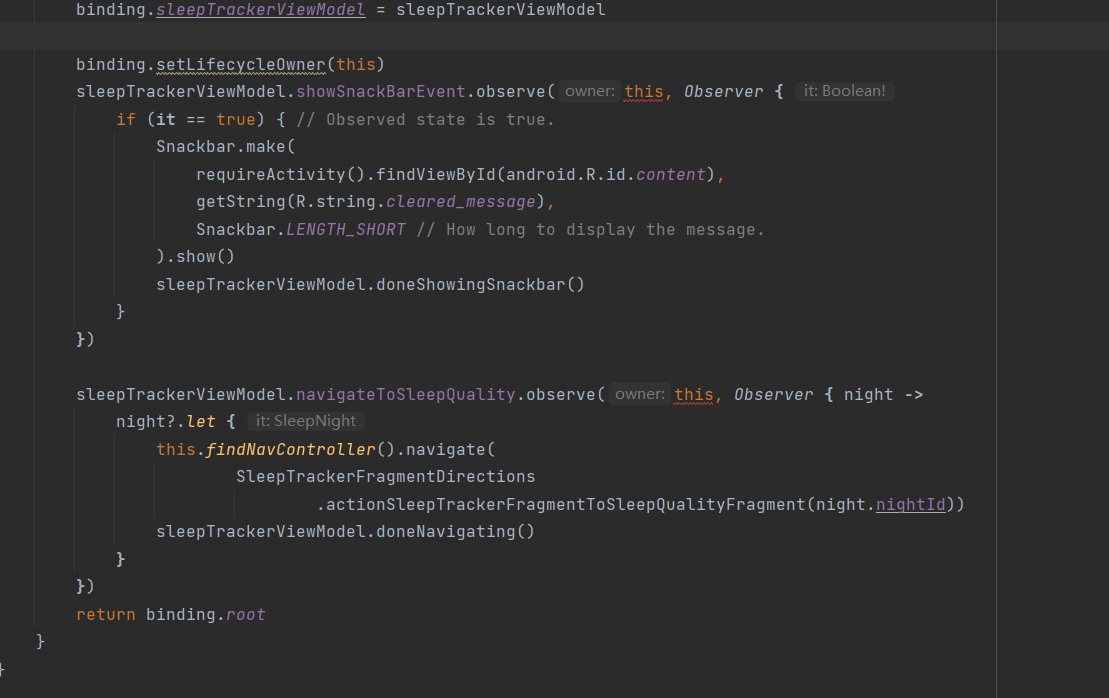 binding.sleepTrackerViewModel = sleepTrackerViewModel
binding.setLifecycleOwner(this)
sleepTrackerViewModel.showSnackBarEvent.observe( owner: this, Observer { it: Boolean!
if (it == true) { // Observed state is true.
Snackbar.make(
requireActivity().findViewById(android.R.id.content),
getString(R.string.cleared_message),
Snackbar.LENGTH_SHORT // How long to display the message.
).show()
sleepTrackerViewModel.doneShowingSnackbar()
}
})
sleepTrackerViewModel.navigateToSleepQuality.observe( owner: this, Observer { night ->
night?.let { it: SleepNight
this.findNavController().navigate(
SleepTrackerFragmentDirections
.actionSleepTrackerFragmentToSleepQualityFragment(night.nightId))
sleepTrackerViewModel.doneNavigating()
}
})
return binding.root
}
}